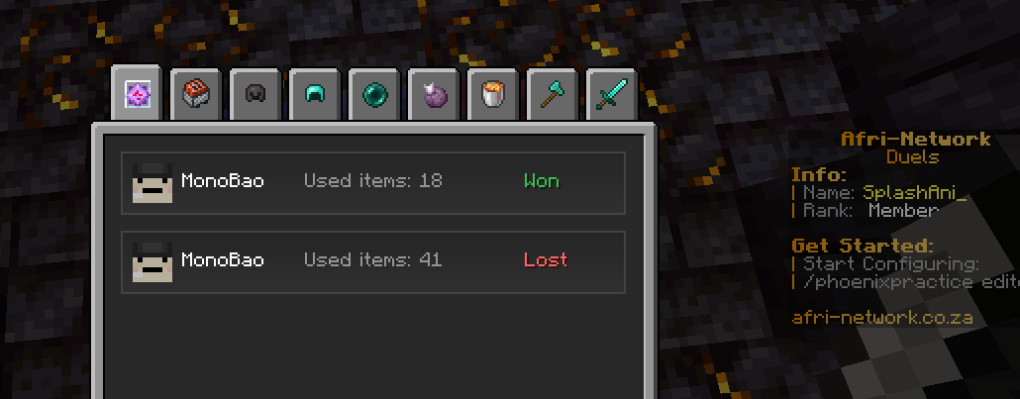 MonoBao Used items: 18 Won
MonoBao Used items: 41 Lost
Afri-Network
Duels
Info:
| Name: SplashAni_
| Rank: Member
Get Started:
| Start Configuring:
| /phoenixpractice edit
afri-network.co.za